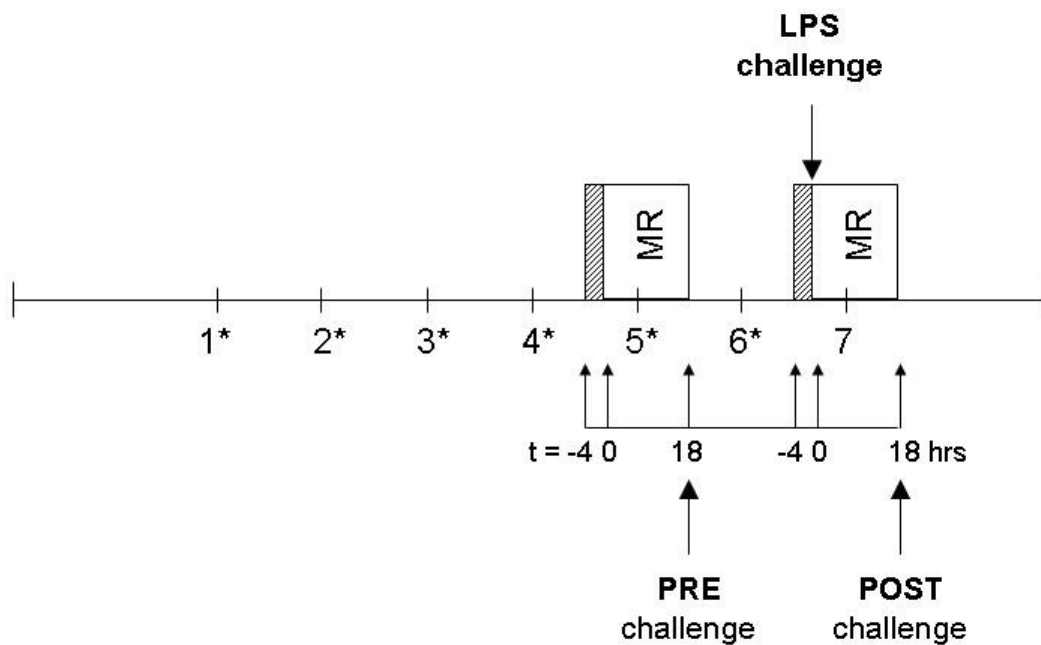 LPS
challenge
MR MR
1* 2* 3* 4* 5* 6* 7
t = -4 0 18 -4 0 18 hrs
PRE POST
challenge challenge